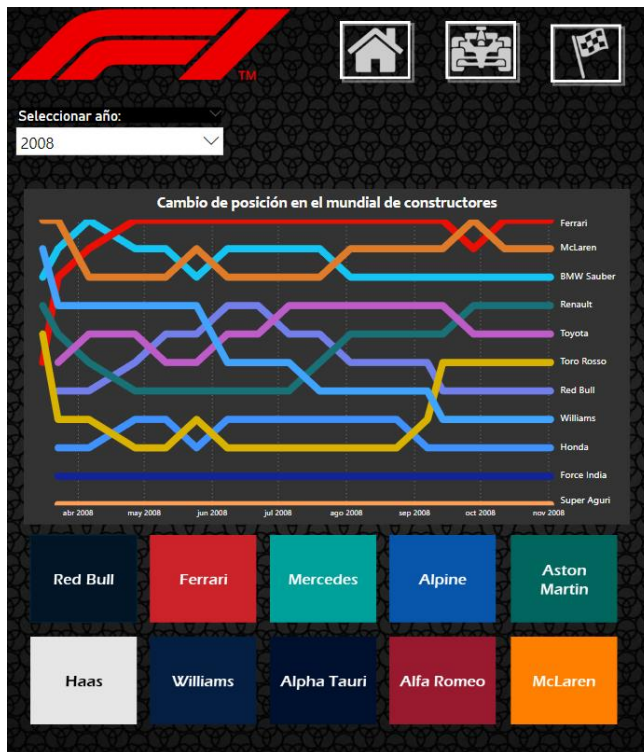 TM
Seleccionar año:
2008
Cambio de posición en el mundial de constructores
Ferrari
McLaren
BMW Sauber
Renault
Toyota
Toro Rosso
Red Bull
Williams
Honda
Force India
Super Aguri
abr 2008 may 2008 jun 2008 jul 2008 ago 2008 sep 2008 oct 2008 nov 2008
Red Bull Ferrari Mercedes Alpine Aston
Martin
Haas Williams Alpha Tauri Alfa Romeo McLaren